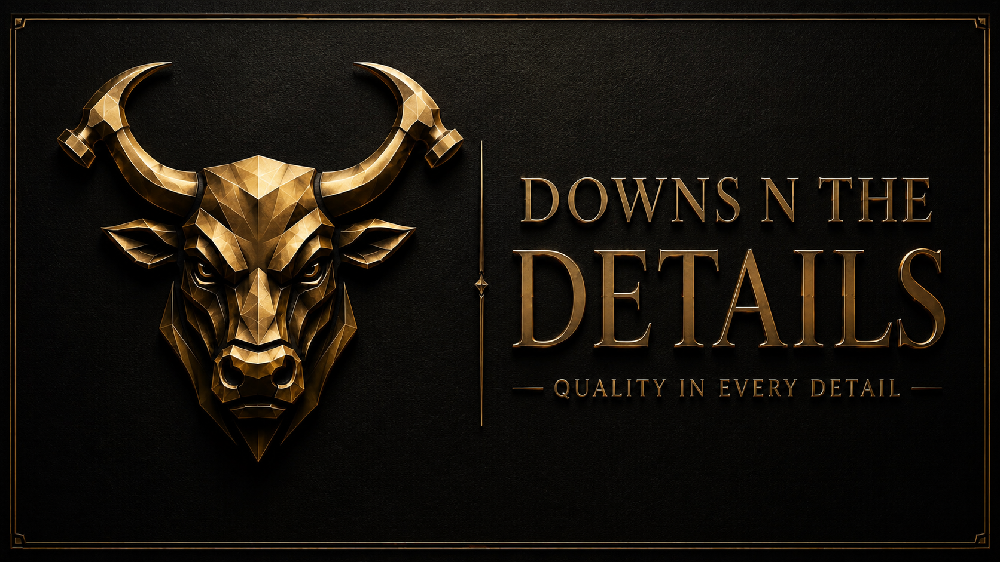 DOWNS N THE
DETAILS
QUALITY IN EVERY DETAIL